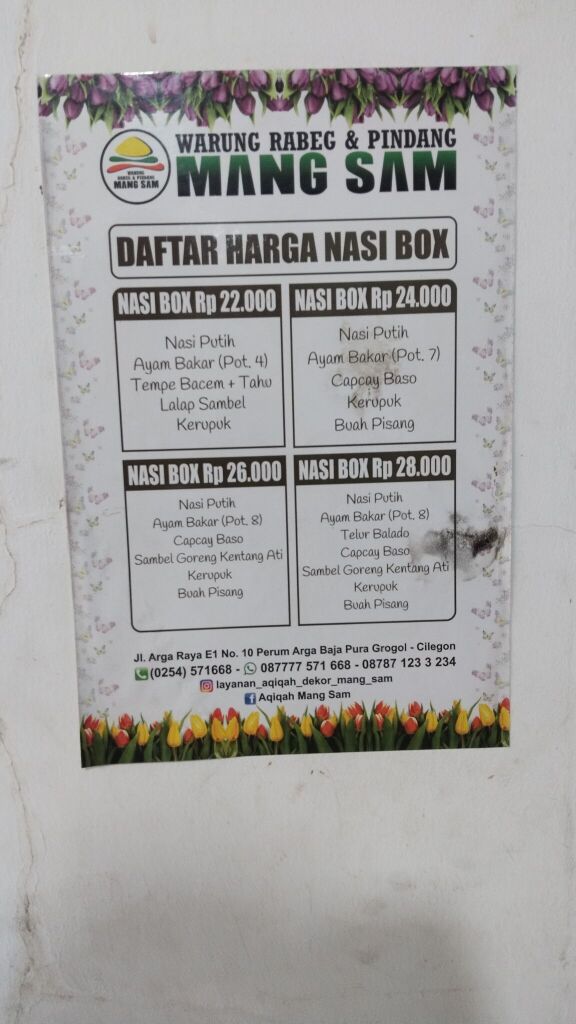 WARUNG RABEG & PINDANG
MANG SAM
WARUNG
RABEG & PINDANG
MANG SAM
DAFTAR HARGA NASI BOX
NASI BOX Rp 22.000
Nasi Putih
Ayam Bakar (Pot. 4)
Tempe Bacem + Tahu
Lalap Sambel
Kerupuk
NASI BOX Rp 24.000
Nasi Putih
Ayam Bakar (Pot. 7)
Capcay Baso
Kerupuk
Buah Pisang
NASI BOX Rp 26.000
Nasi Putih
Ayam Bakar (Pot. 8)
Capcay Baso
Sambel Goreng Kentang Ati
Kerupuk
Buah Pisang
NASI BOX Rp 28.000
Nasi Putih
Ayam Bakar (Pot. 8)
Telur Balado
Capcay Baso
Sambel Goreng Kentang Ati
Kerupuk
Buah Pisang
Jl. Arga Raya E1 No. 10 Perum Arga Baja Pura Grogol - Cilegon
(0254) 571668 - 087777 571 668 - 08787 123 3 234
layanan_aqiqah_dekor_mang_sam
Aqiqah Mang Sam